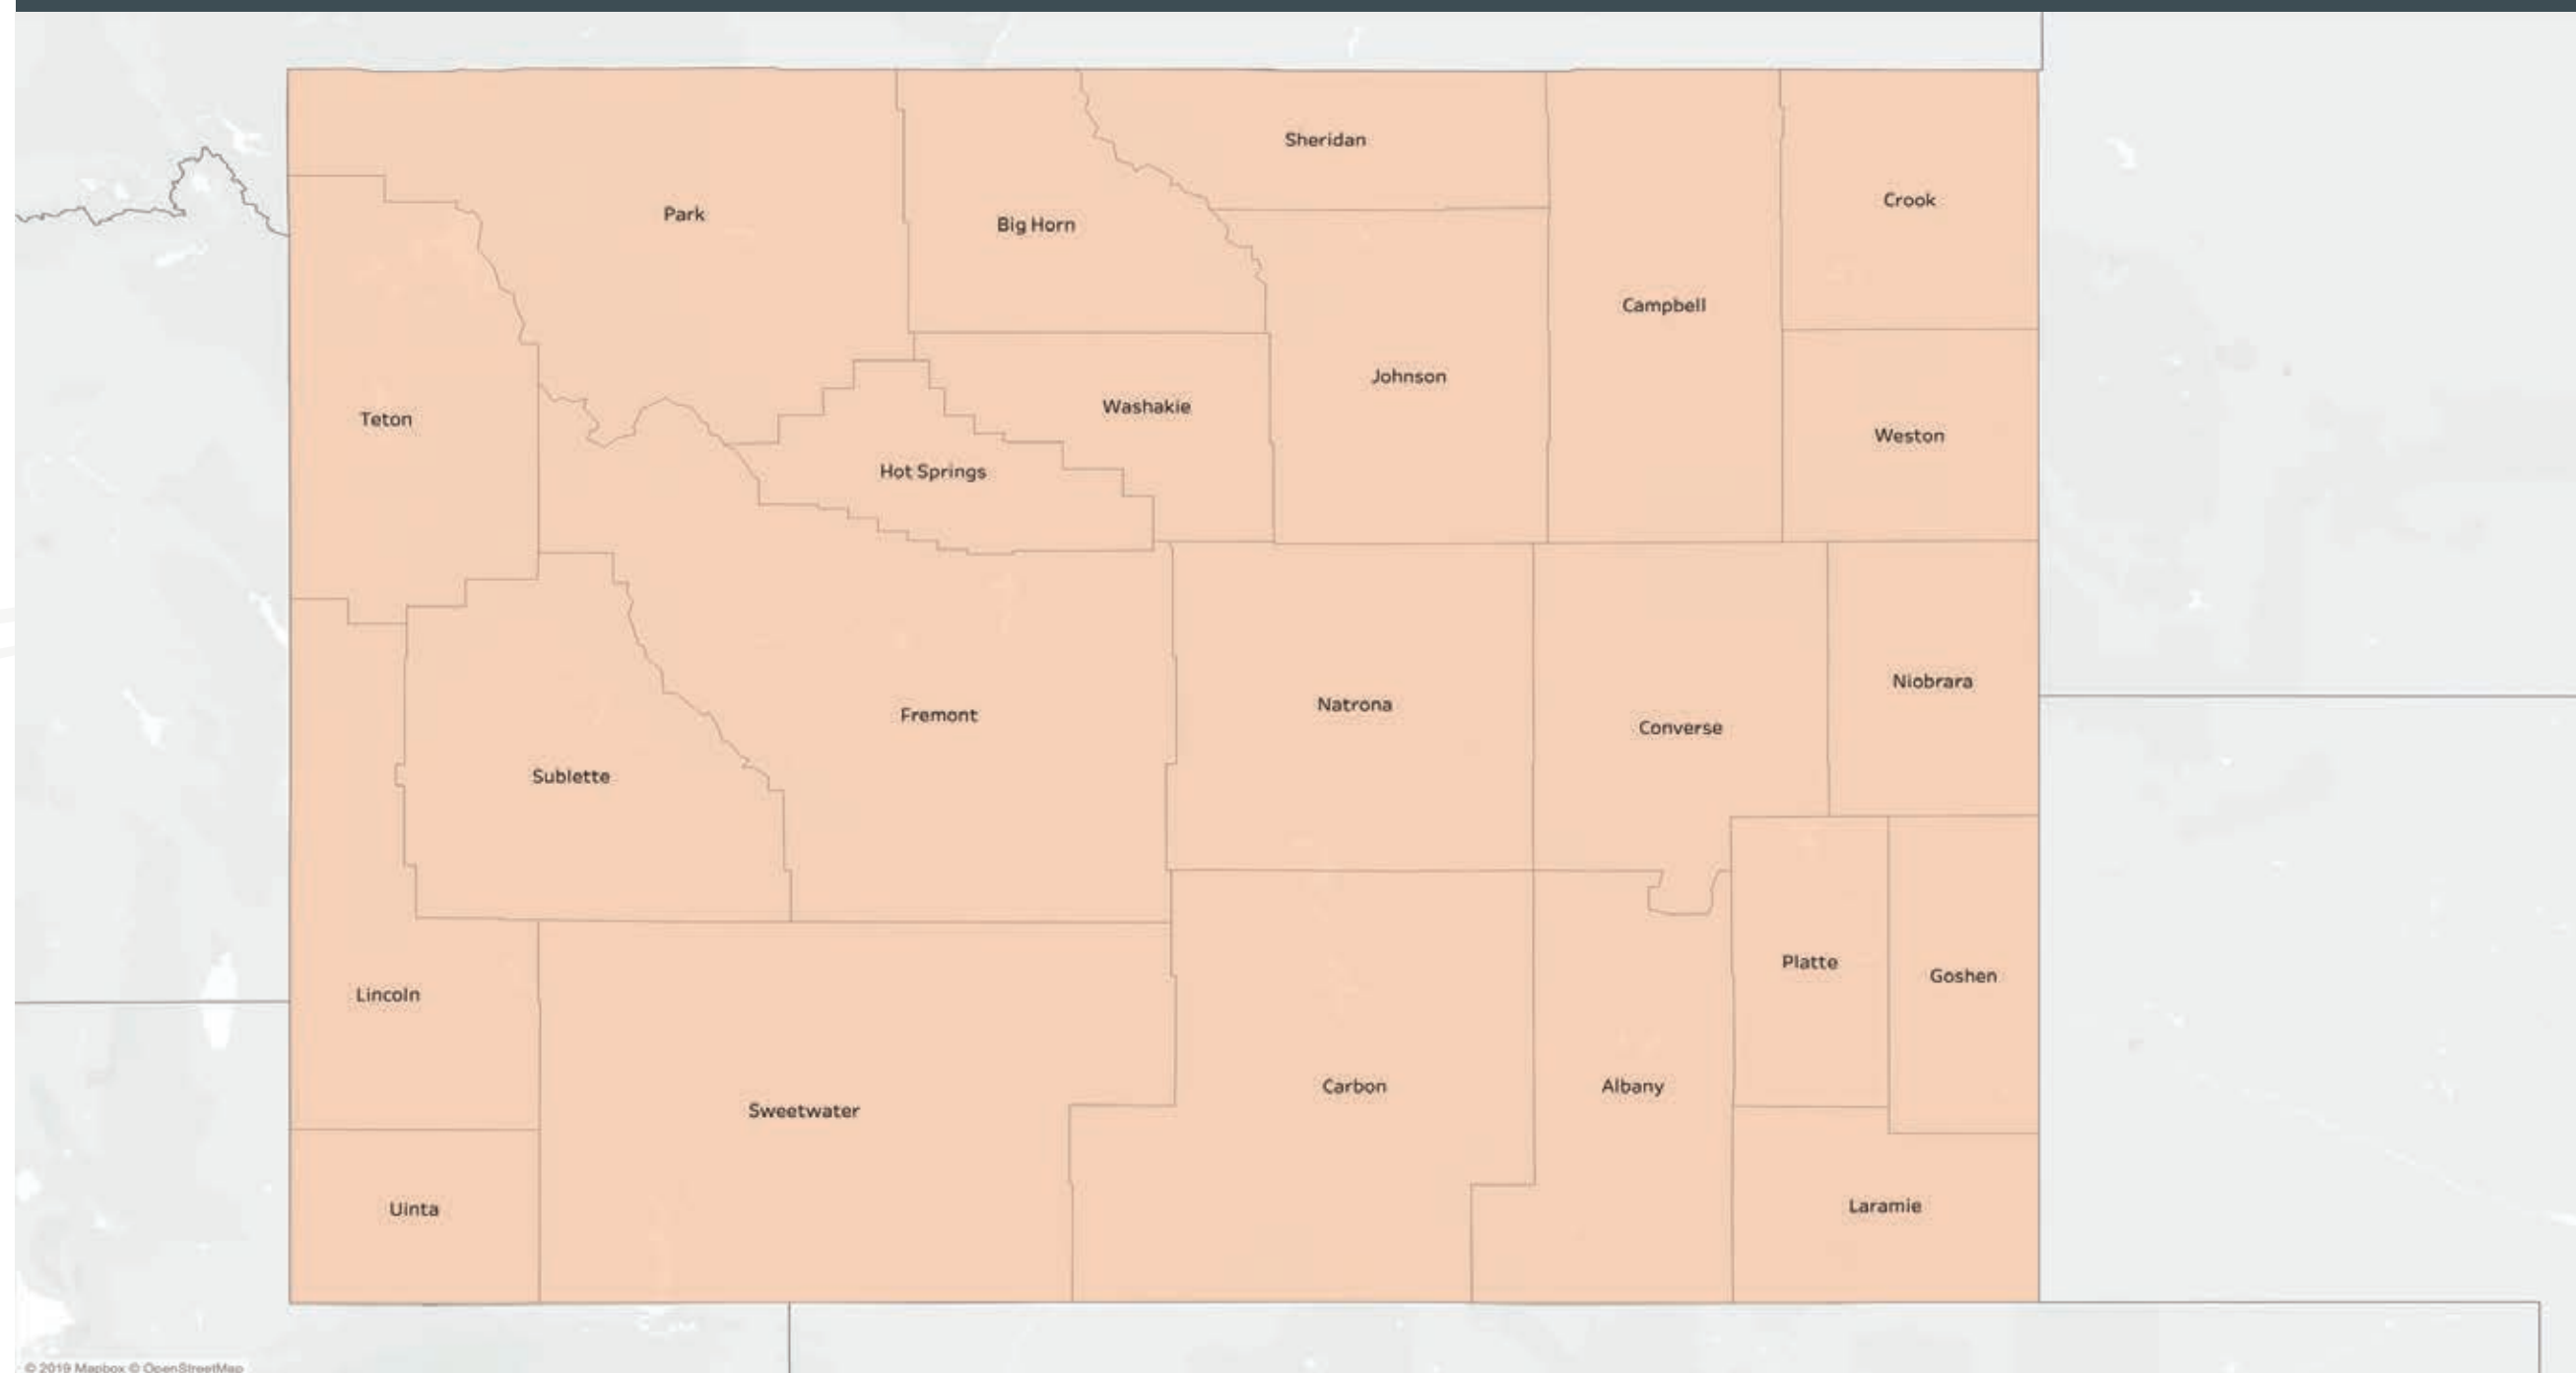 Sheridan
Crook
Park
Big Horn
Campbell
Johnson
Washakie
Teton
Weston
Hot Springs
Niobrara
Natrona
Fremont
Converse
Sublette
Platte
Goshen
Lincoln
Carbon
Albany
Sweetwater
Laramie
Uinta
© 2019 Mapbox © OpenStreetMap